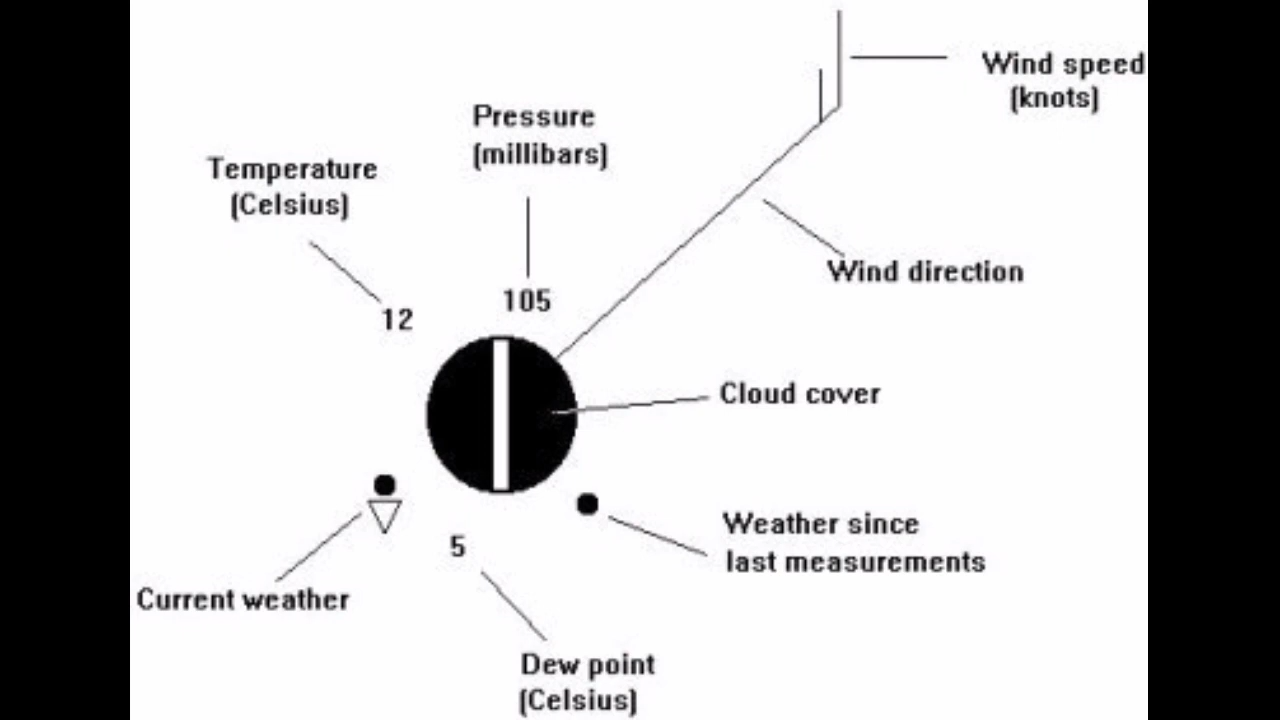 Wind speed
(knots)
Pressure
(millibars)
Temperature
(Celsius)
Wind direction
105
12
Cloud cover
Weather since
last measurements
5
Current weather
Dew point
(Celsius)